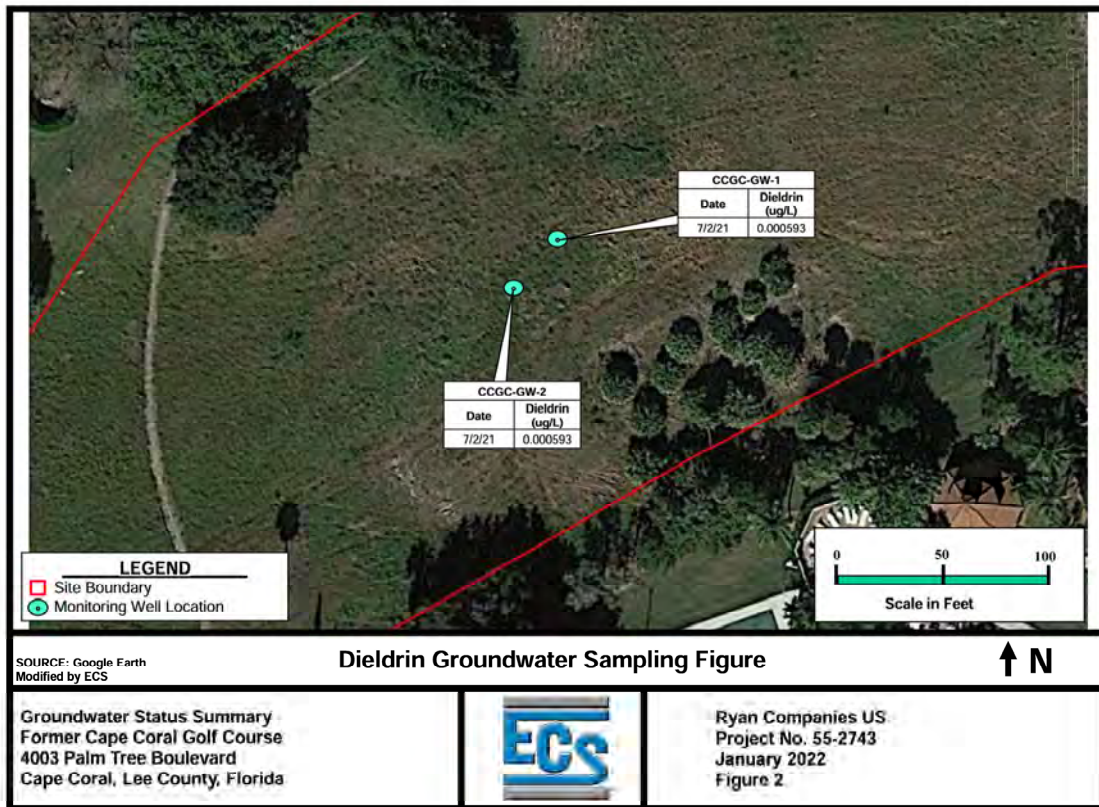 CCGC-GW-1
Date Dieldrin
(ug/L)
7/2/21 0.000593
CCGC-GW-2
Date Dieldrin
(ug/L)
7/2/21 0.000593
LEGEND
Site Boundary
Monitoring Well Location
0 50 100
Scale in Feet
SOURCE: Google Earth
Modified by ECS
Dieldrin Groundwater Sampling Figure
N
Groundwater Status Summary
Former Cape Coral Golf Course
4003 Palm Tree Boulevard
Cape Coral, Lee County, Florida
ECS
Ryan Companies US
Project No. 55-2743
January 2022
Figure 2